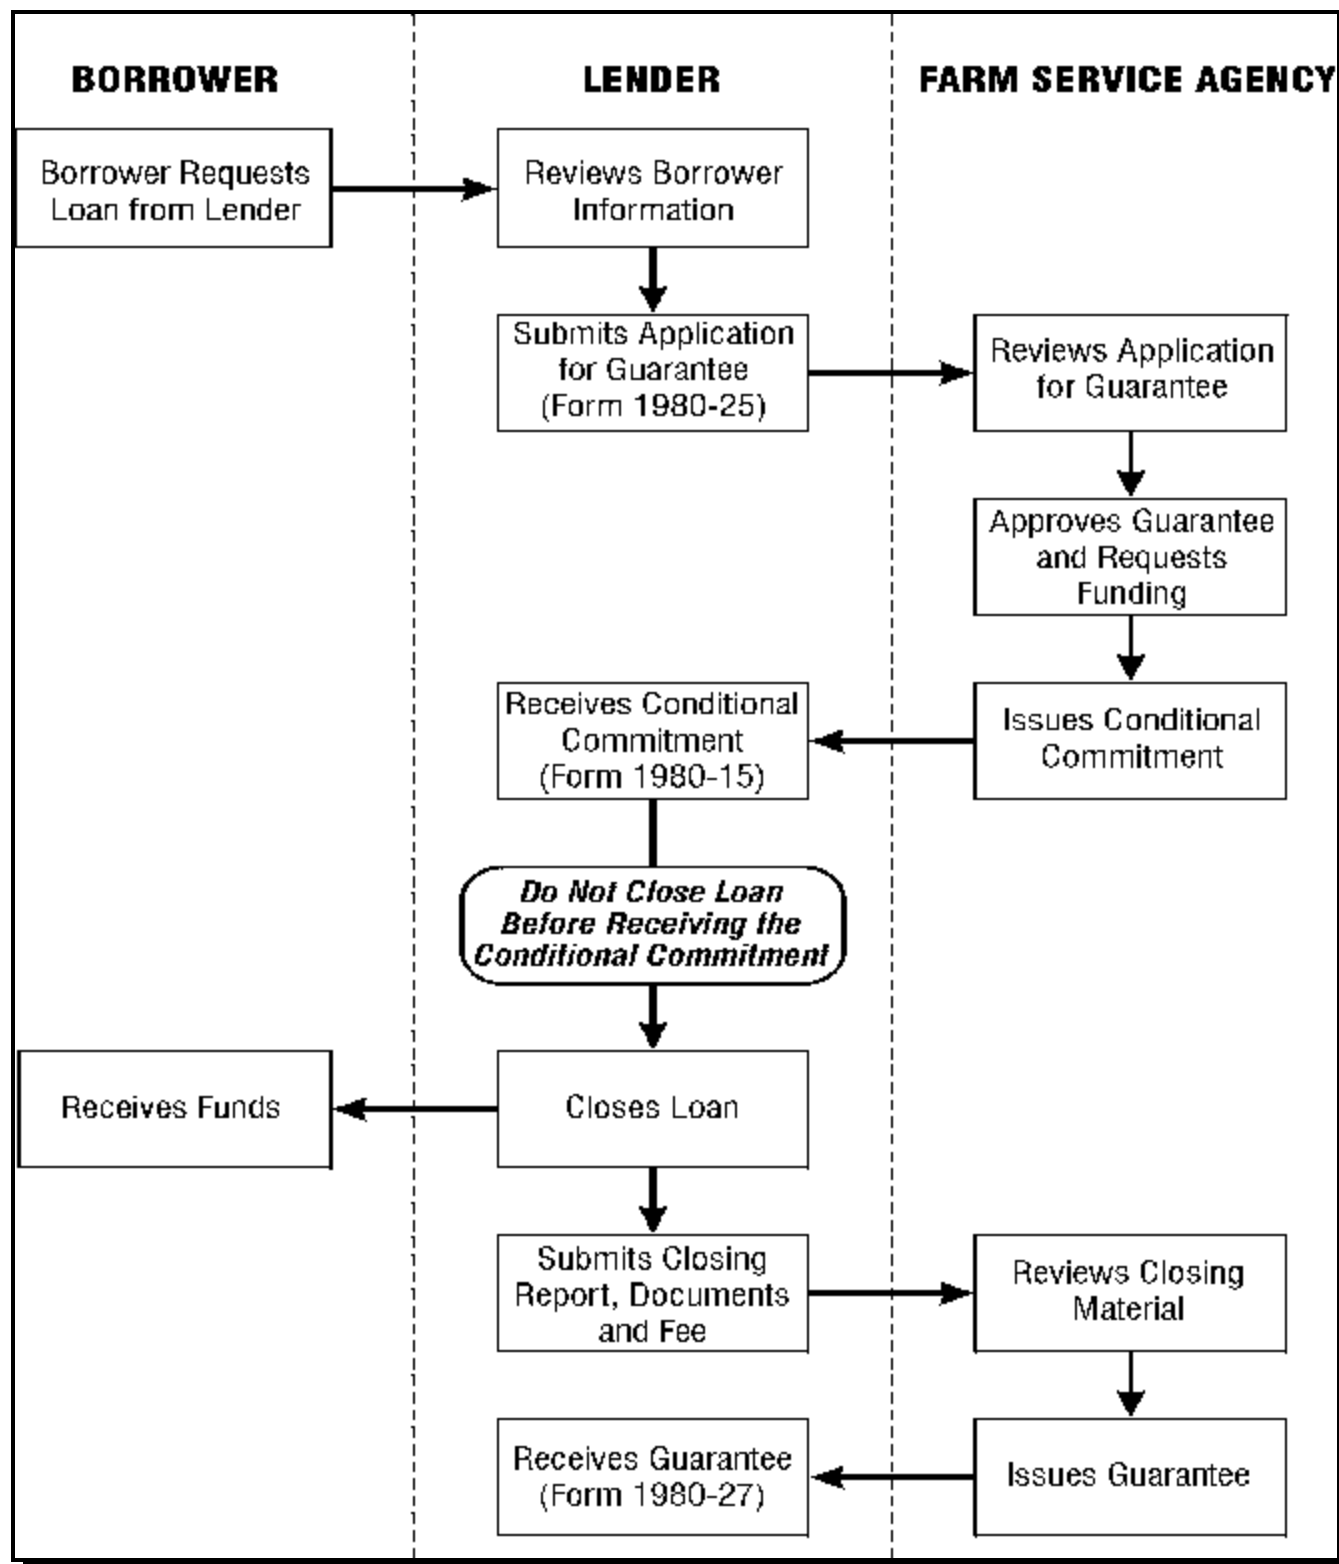 BORROWER
LENDER
FARM SERVICE AGENCY
Borrower Requests
Loan from Lender
Reviews Borrower
Information
Submits Application
for Guarantee
(Form 1980-25)
Reviews Application
for Guarantee
Approves Guarantee
and Requests
Funding
Issues Conditional
Commitment
Receives Conditional
Commitment
(Form 1980-15)
Do Not Close Loan
Before Receiving the
Conditional Commitment
Closes Loan
Receives Funds
Submits Closing
Report, Documents
and Fee
Reviews Closing
Material
Issues Guarantee
Receives Guarantee
(Form 1980-27)